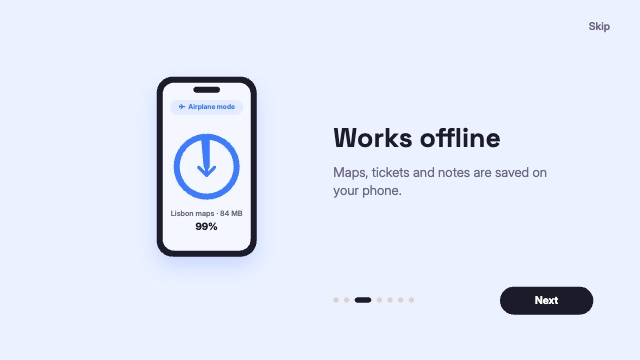 Skip
Airplane mode
Lisbon maps · 84 MB
99%
Works offline
Maps, tickets and notes are saved on
your phone.
Next